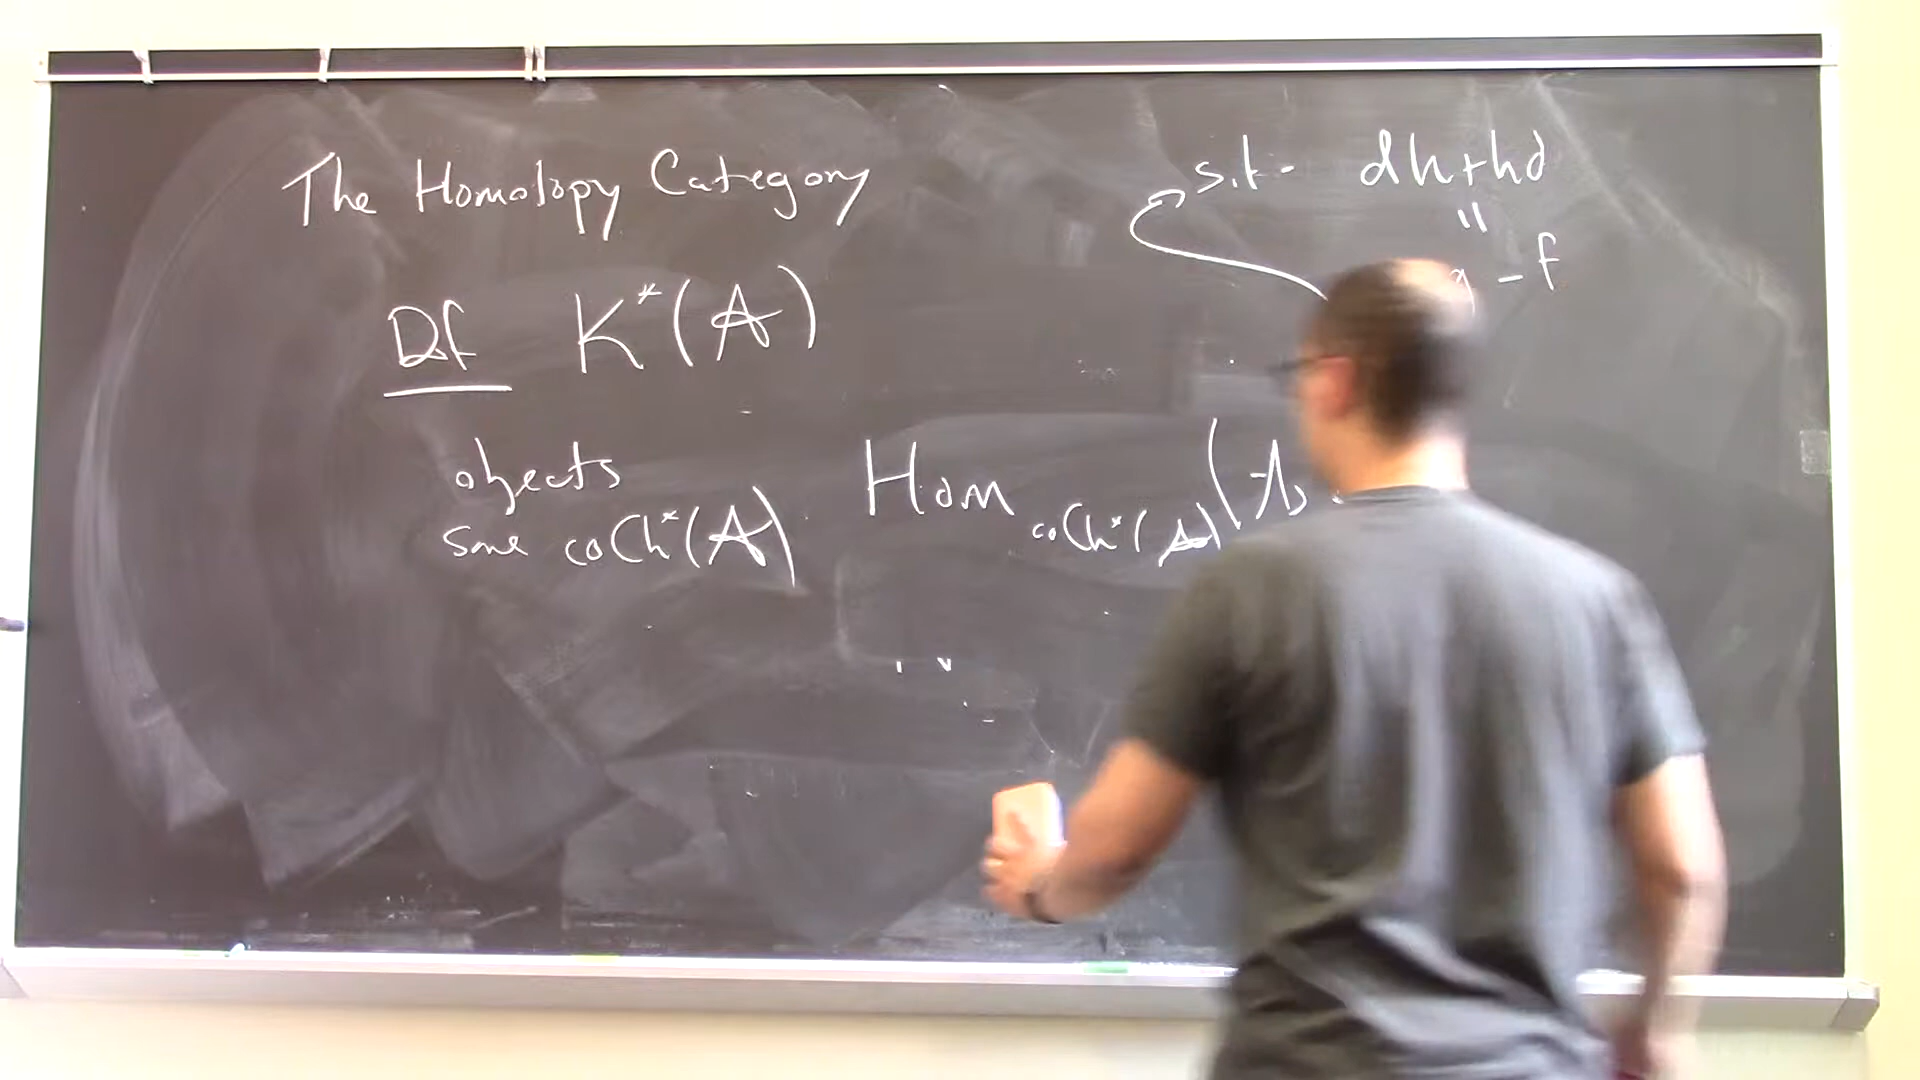 The Homotopy Category
Df K*(A)
objects
same coCh*(A)
Hom coCh*(A) (A
s.t. dh+hd
"
g - f